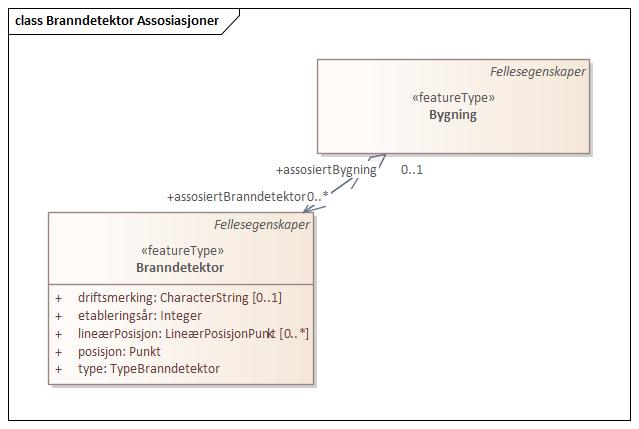 class Branndetektor Assosiasjoner
Fellesegenskaper
«featureType»
Bygning
+assosiertBygning 0..1
+assosiertBranndetektor 0..*
Fellesegenskaper
«featureType»
Branndetektor
+ driftsmerking: CharacterString [0..1]
+ etableringsår: Integer
+ lineærPosisjon: LineærPosisjonPunkt [0..*]
+ posisjon: Punkt
+ type: TypeBranndetektor